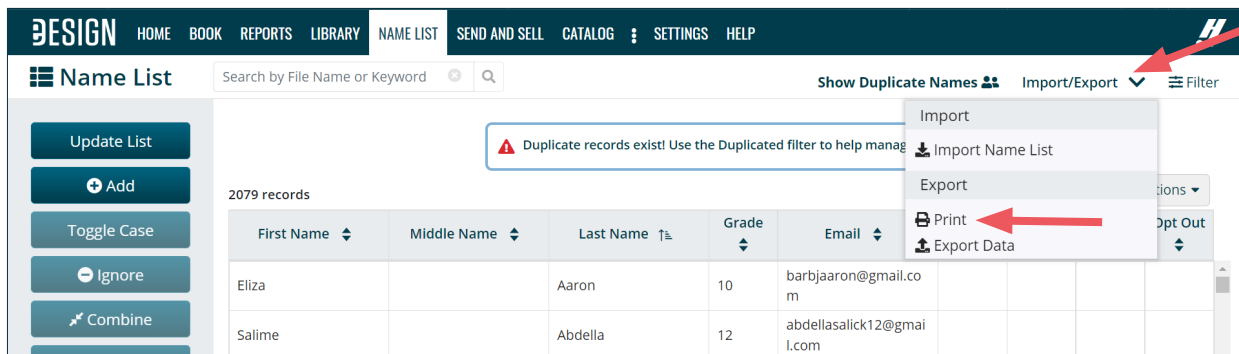 DESIGN HOME BOOK REPORTS LIBRARY NAME LIST SEND AND SELL CATALOG SETTINGS HELP
Name List Search by File Name or Keyword Show Duplicate Names Import/Export Filter
Import
Update List Duplicate records exist! Use the Duplicated filter to help manag Import Name List
Add 2079 records Export tions
Toggle Case First Name Middle Name Last Name Grade Email Print Opt Out
Export Data
Ignore Eliza Aaron 10 barbjaaron@gmail.co
m
Combine Salime Abdella 12 abdellasalick12@gmai
l.com